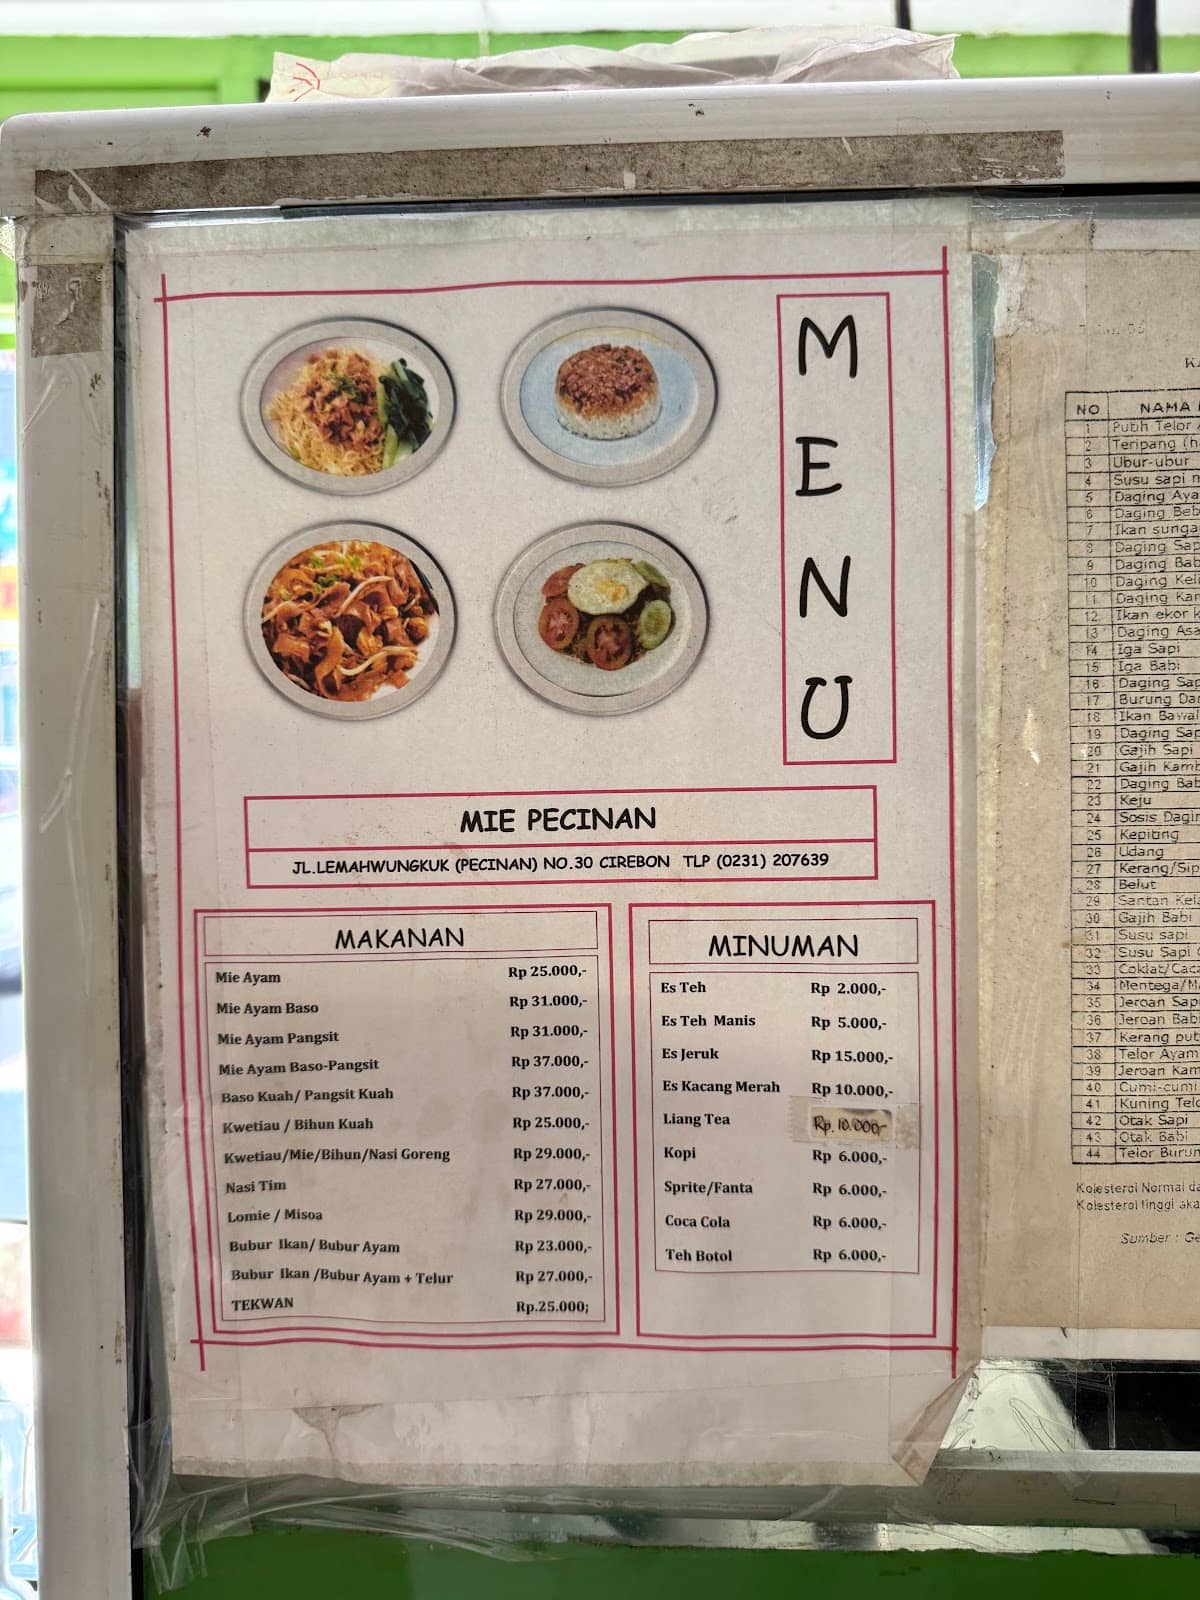 MENU
MIE PECINAN
JL.LEMAHWUNGKUK (PECINAN) NO.30 CIREBON TLP (0231) 207639
MAKANAN
Mie Ayam Rp 25.000,-
Mie Ayam Baso Rp 31.000,-
Mie Ayam Pangsit Rp 31.000,-
Mie Ayam Baso-Pangsit Rp 37.000,-
Baso Kuah/ Pangsit Kuah Rp 37.000,-
Kwetiau / Bihun Kuah Rp 25.000,-
Kwetiau/Mie/Bihun/Nasi Goreng Rp 29.000,-
Nasi Tim Rp 27.000,-
Lomie / Misoa Rp 29.000,-
Bubur Ikan/ Bubur Ayam Rp 23.000,-
Bubur Ikan /Bubur Ayam + Telur Rp 27.000,-
TEKWAN Rp.25.000;
MINUMAN
Es Teh Rp 2.000,-
Es Teh Manis Rp 5.000,-
Es Jeruk Rp 15.000,-
Es Kacang Merah Rp 10.000,-
Liang Tea Rp. 10.000,-
Kopi Rp 6.000,-
Sprite/Fanta Rp 6.000,-
Coca Cola Rp 6.000,-
Teh Botol Rp 6.000,-
NO NAMA
1 Putih Telor
2 Teripang
3 Ubur-ubur
4 Susu sapi
5 Daging Aya
6 Daging Beb
7 Ikan sunga
8 Daging Sap
9 Daging Bab
10 Daging Keli
11 Daging Kam
12 Ikan ekor k
13 Daging Asa
14 Iga Sapi
15 Iga Babi
16 Daging Sap
17 Burung Da
18 Ikan Bawal
19 Daging Sap
20 Gajih Sapi
21 Gajih Kamb
22 Daging Bab
23 Keju
24 Sosis Dagin
25 Kepiting
26 Udang
27 Kerang/Sip
28 Belut
29 Santan Kela
30 Gajih Babi
31 Susu sapi
32 Susu Sapi
33 Coklat/Caca
34 Mentega/Ma
35 Jeroan Sapi
36 Jeroan Babi
37 Kerang put
38 Telor Ayam
39 Jeroan Kam
40 Cumi-cumi
41 Kuning Telo
42 Otak Sapi
43 Otak Babi
44 Telor Burun
Kolesterol Normal da
Kolesterol tinggi aka
Sumber : Ge